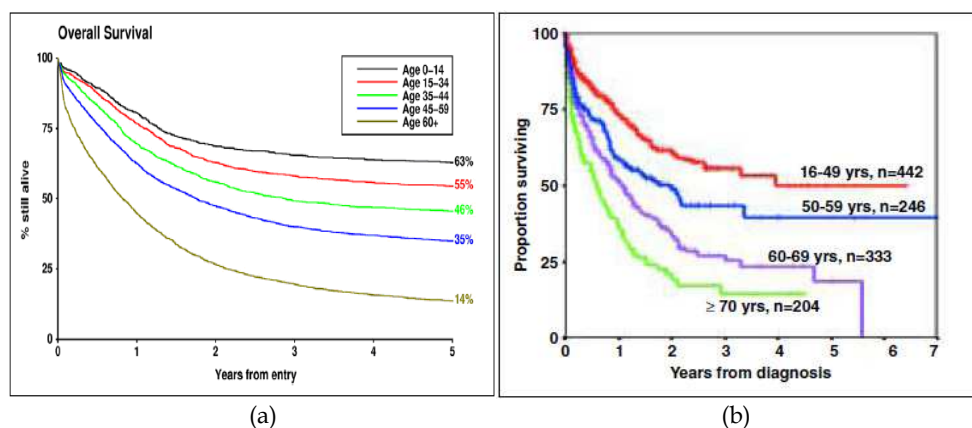 Overall Survival
% still alive
100
75
50
25
0
Age 0-14
Age 15-34
Age 35-44
Age 45-59
Age 60+
63%
55%
46%
35%
14%
0 1 2 3 4 5
Years from entry
(a)
Proportion surviving
100
75
50
25
0
16-49 yrs, n=442
50-59 yrs, n=246
60-69 yrs, n=333
≥ 70 yrs, n=204
0 1 2 3 4 5 6 7
Years from diagnosis
(b)